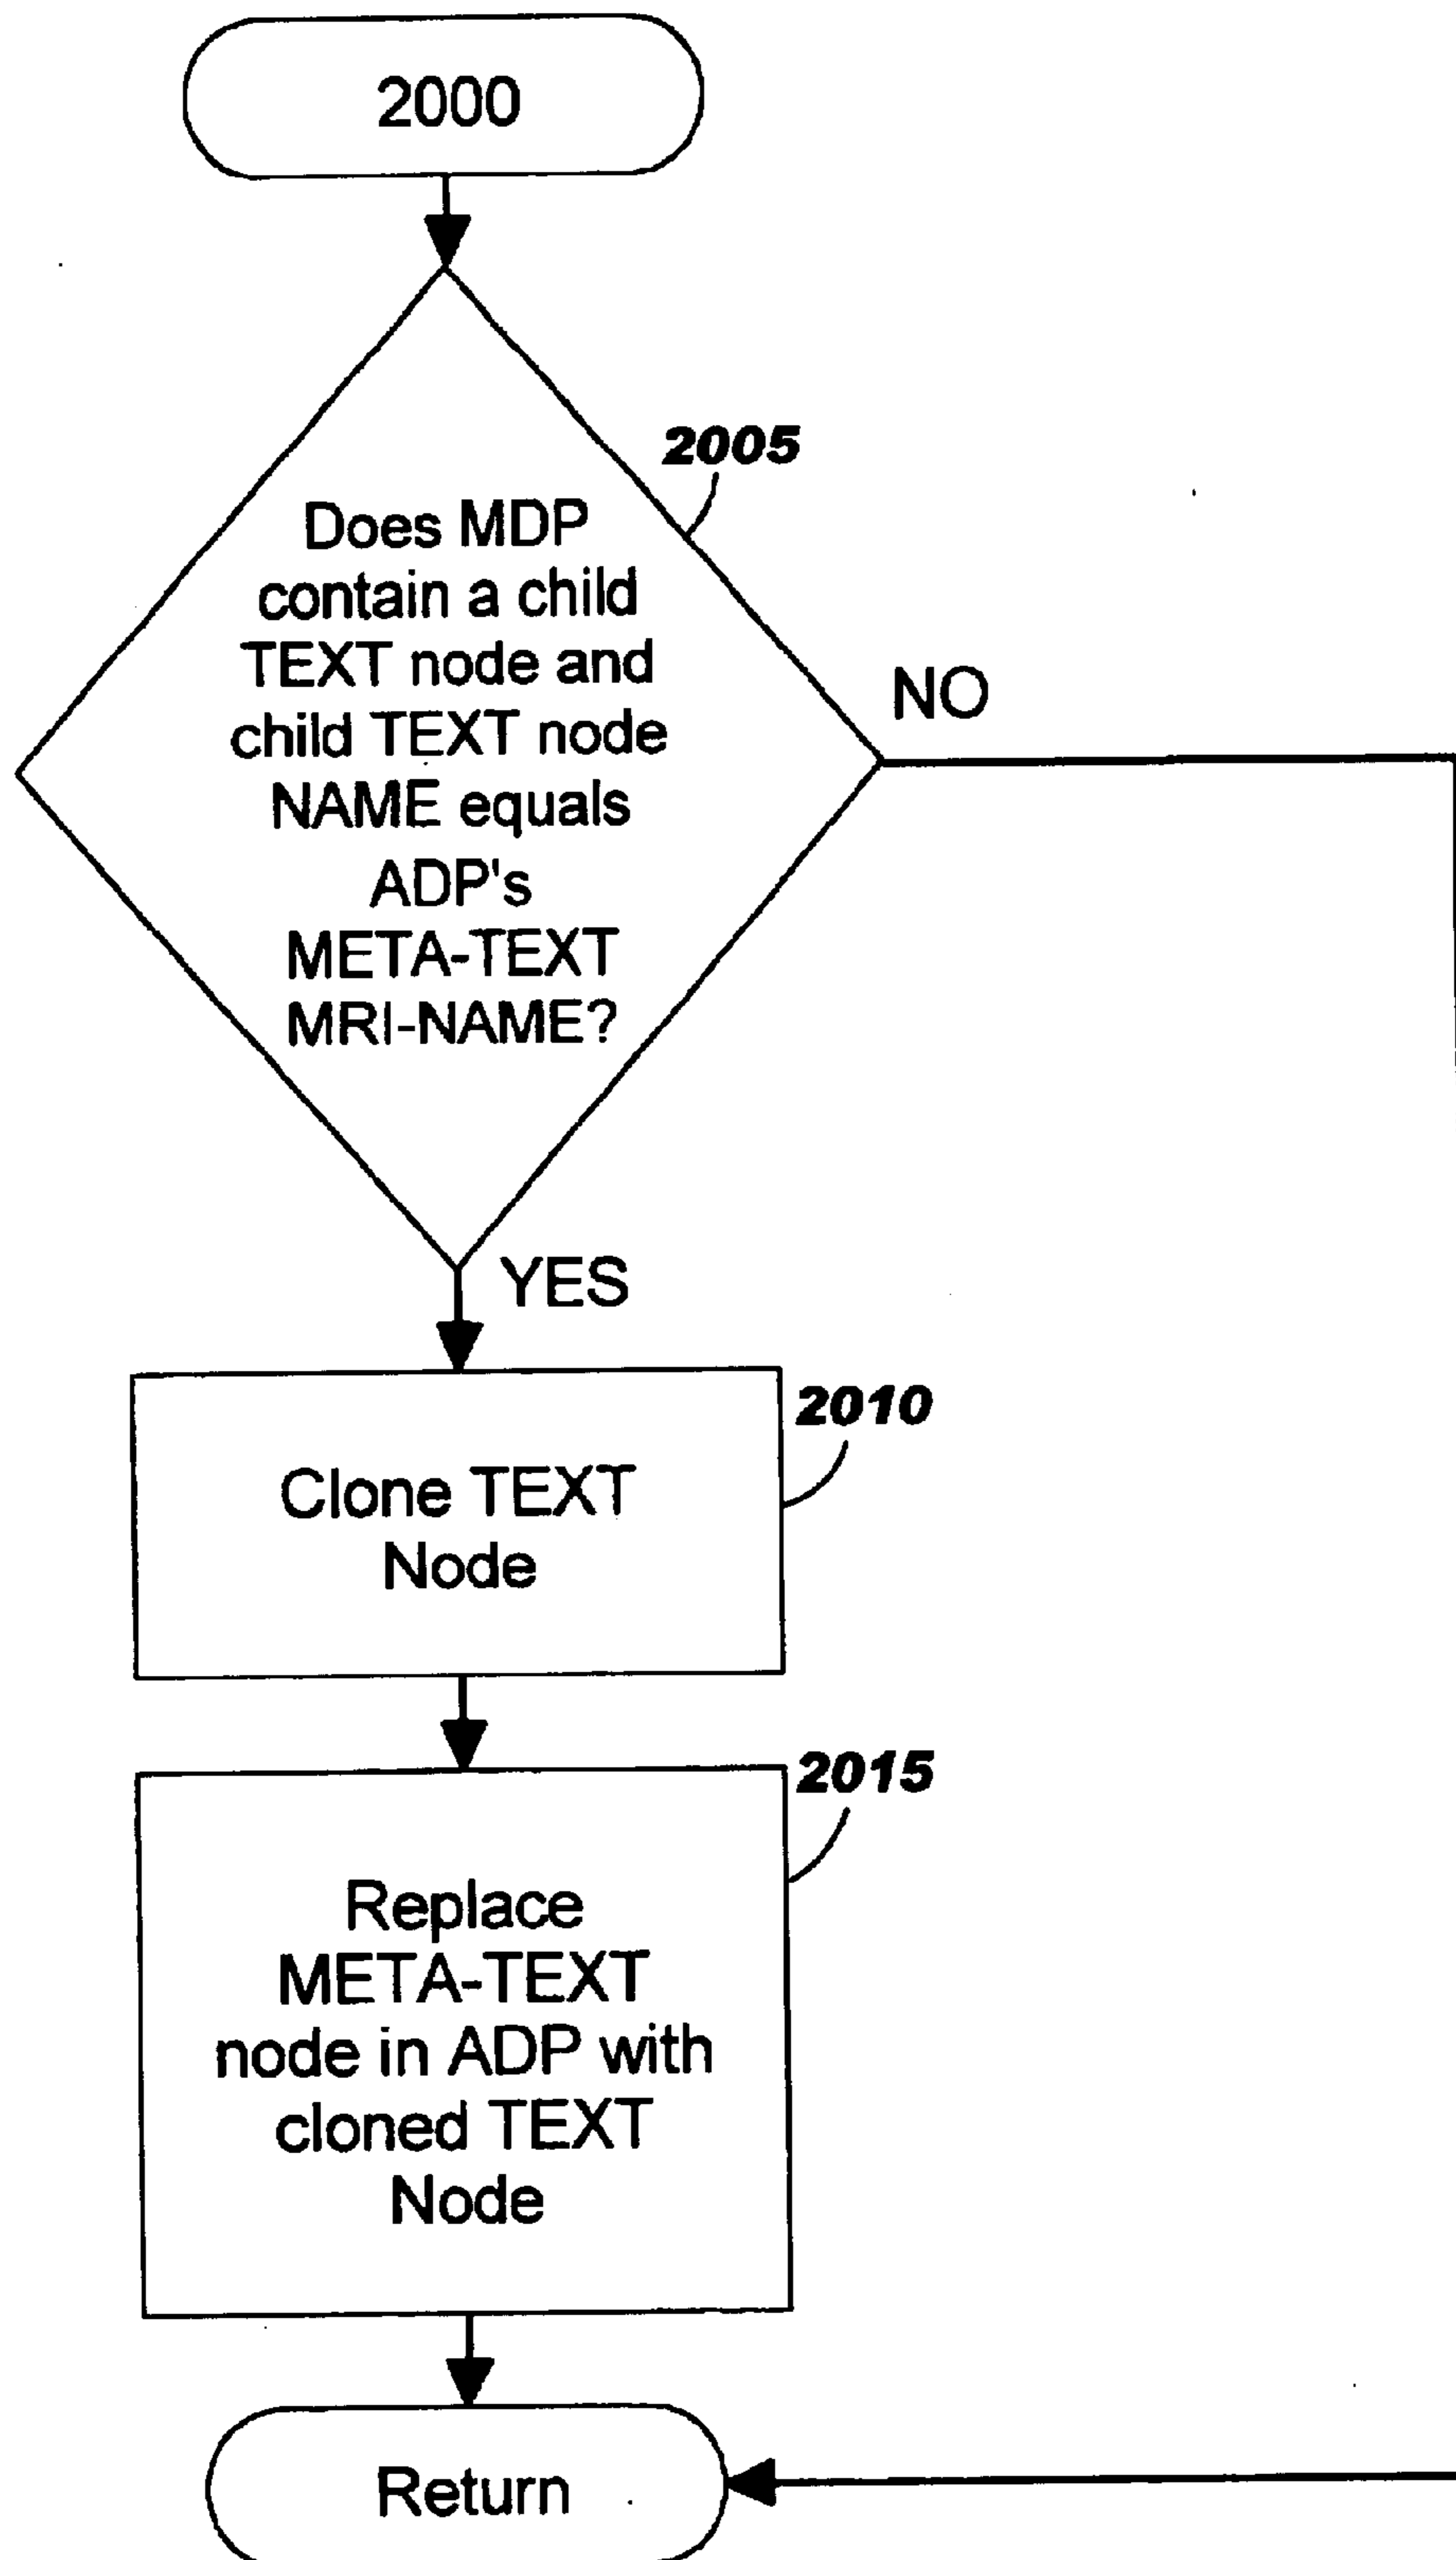 2000
2005
Does MDP
contain a child
TEXT node and
child TEXT node
NAME equals
ADP's
META-TEXT
MRI-NAME?
NO
YES
2010
Clone TEXT
Node
2015
Replace
META-TEXT
node in ADP with
cloned TEXT
Node
Return